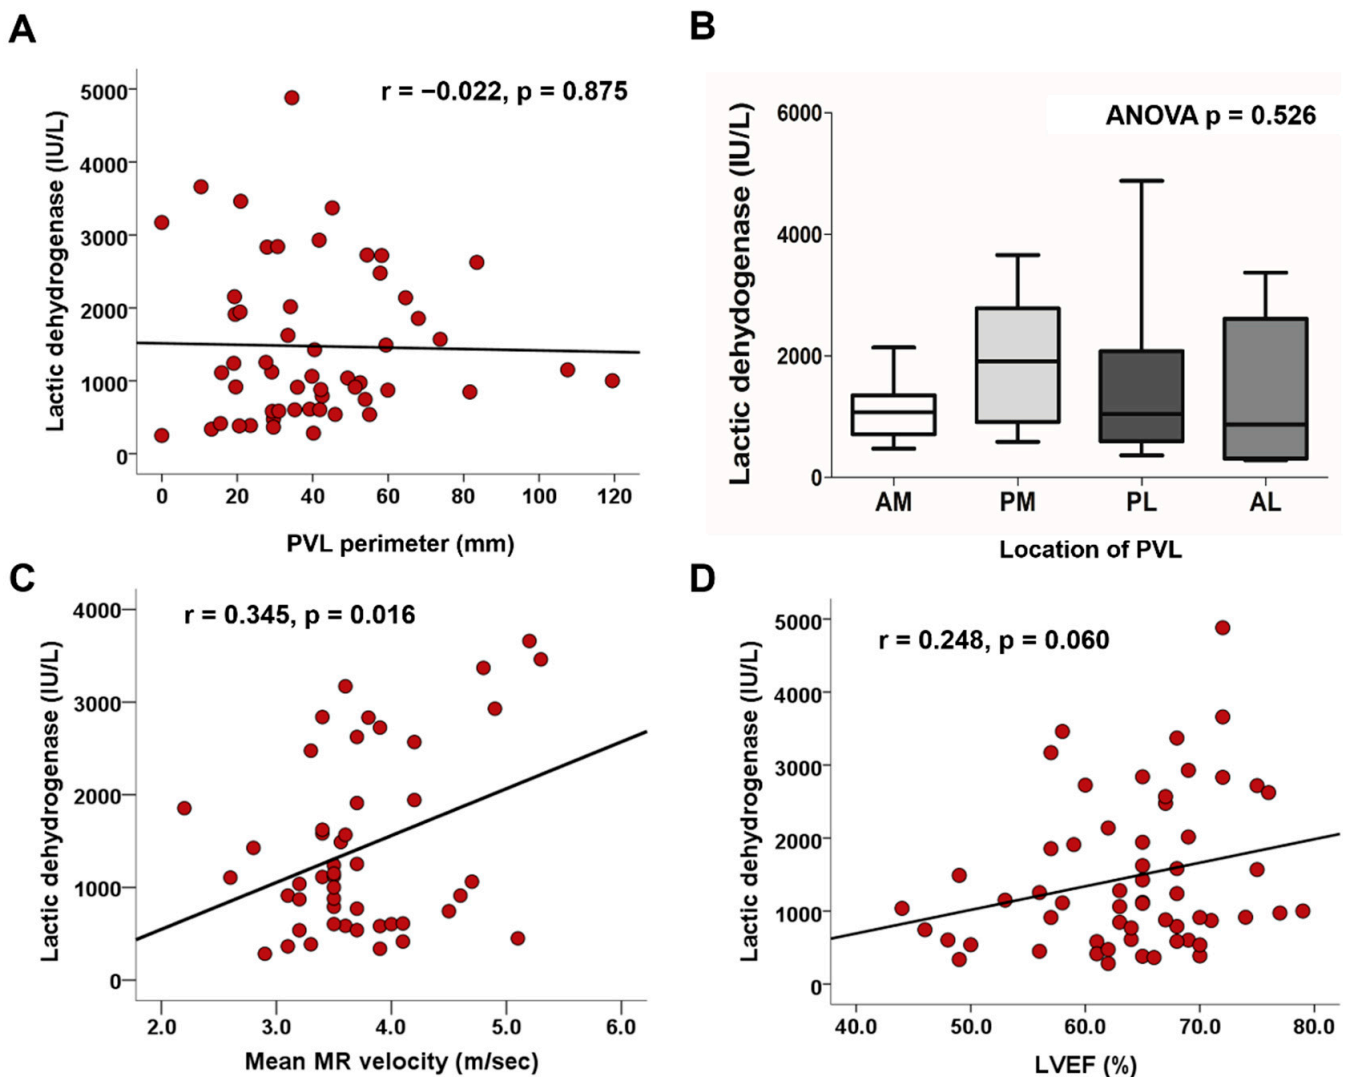 A
r = −0.022, p = 0.875
Lactic dehydrogenase (IU/L)
5000
4000
3000
2000
1000
0
0 20 40 60 80 100 120
PVL perimeter (mm)
B
ANOVA p = 0.526
Lactic dehydogenase (IU/L)
6000
4000
2000
0
AM PM PL AL
Location of PVL
C
r = 0.345, p = 0.016
Lactic dehydrogenase (IU/L)
4000
3000
2000
1000
0
2.0 3.0 4.0 5.0 6.0
Mean MR velocity (m/sec)
D
r = 0.248, p = 0.060
Lactic dehydrogenase (IU/L)
5000
4000
3000
2000
1000
0
40.0 50.0 60.0 70.0 80.0
LVEF (%)